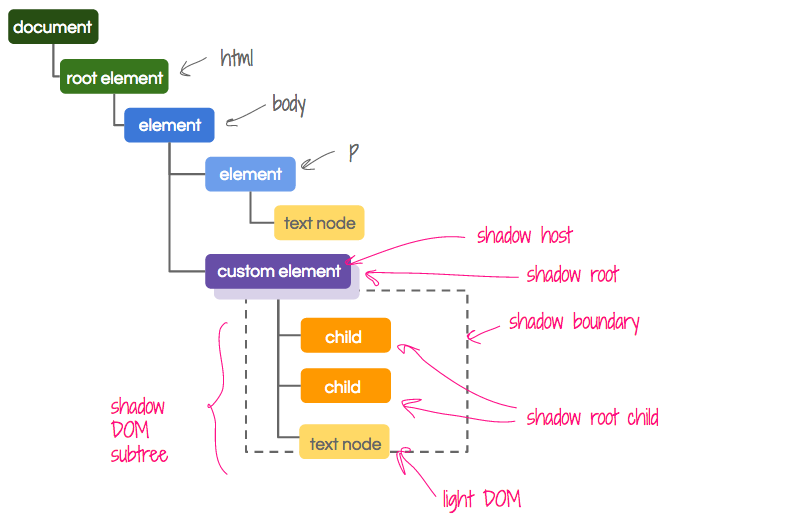 document
root element
html
element
body
element
p
text node
shadow host
custom element
shadow root
shadow boundary
child
child
shadow
DOM
subtree
shadow root child
text node
light DOM